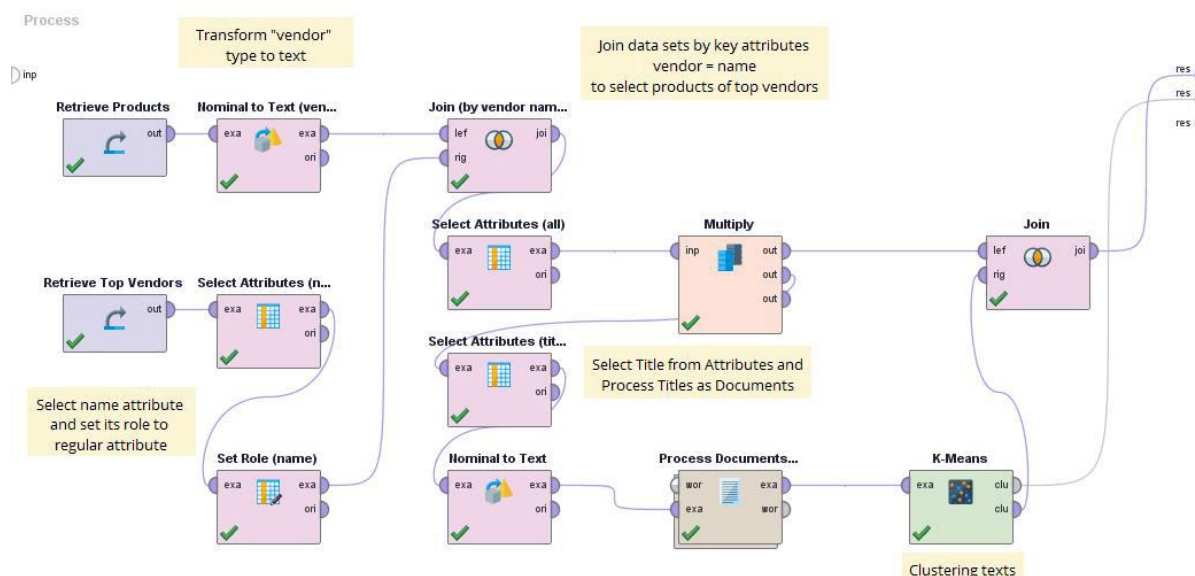 Process
Transform "vendor"
type to text
Join data sets by key attributes
vendor = name
to select products of top vendors
inp
res
res
res
Retrieve Products
out
Nominal to Text (ven...
exa
exa
ori
Join (by vendor nam...
lef
rig
joi
Select Attributes (all)
exa
exa
ori
Multiply
inp
out
out
out
Join
lef
rig
joi
Retrieve Top Vendors
out
Select Attributes (n...
exa
exa
ori
Select Attributes (tit...
exa
exa
ori
Select Title from Attributes and
Process Titles as Documents
Select name attribute
and set its role to
regular attribute
Set Role (name)
exa
exa
ori
Nominal to Text
exa
exa
ori
Process Documents...
wor
exa
exa
wor
K-Means
exa
clu
clu
Clustering texts